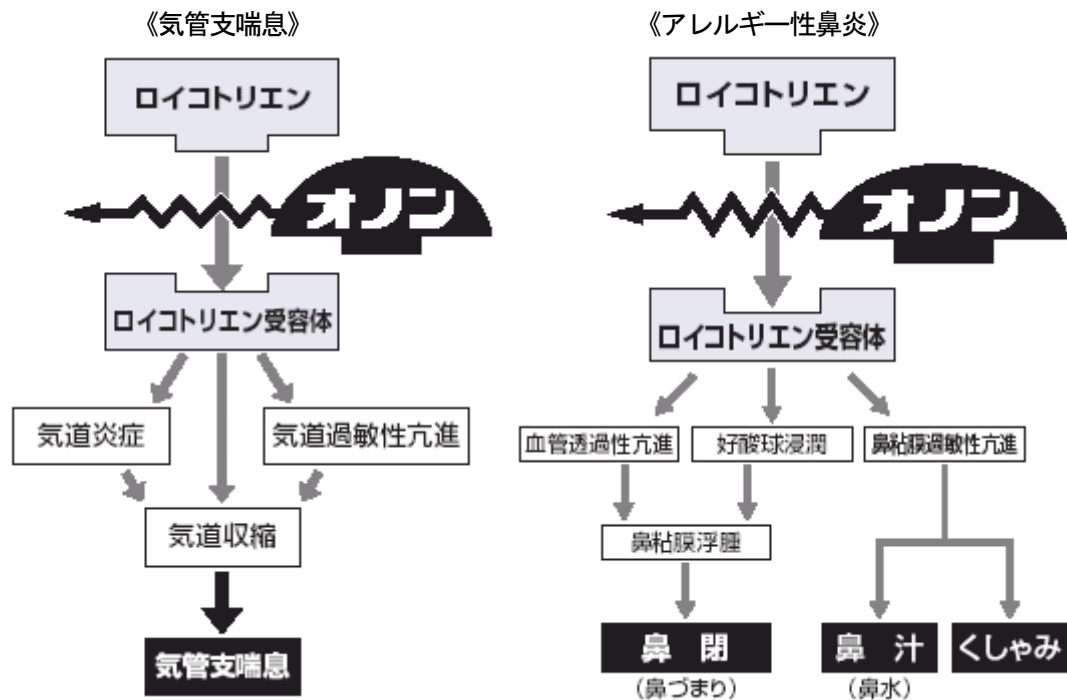 《気管支喘息》
ロイコトリエン
オノン
ロイコトリエン受容体
気道炎症
気道過敏性亢進
気道収縮
気管支喘息
《アレルギー性鼻炎》
ロイコトリエン
オノン
ロイコトリエン受容体
血管透過性亢進
好酸球浸潤
鼻粘膜過敏性亢進
鼻粘膜浮腫
鼻 閉
(鼻づまり)
鼻 汁
(鼻水)
くしゃみ